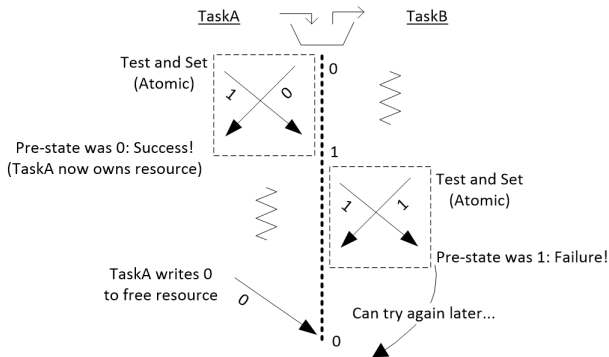 TaskA
TaskB
Test and Set
(Atomic)
0
1
0
Pre-state was 0: Success!
(TaskA now owns resource)
1
Test and Set
(Atomic)
1
1
Pre-state was 1: Failure!
TaskA writes 0
to free resource
0
Can try again later...
0